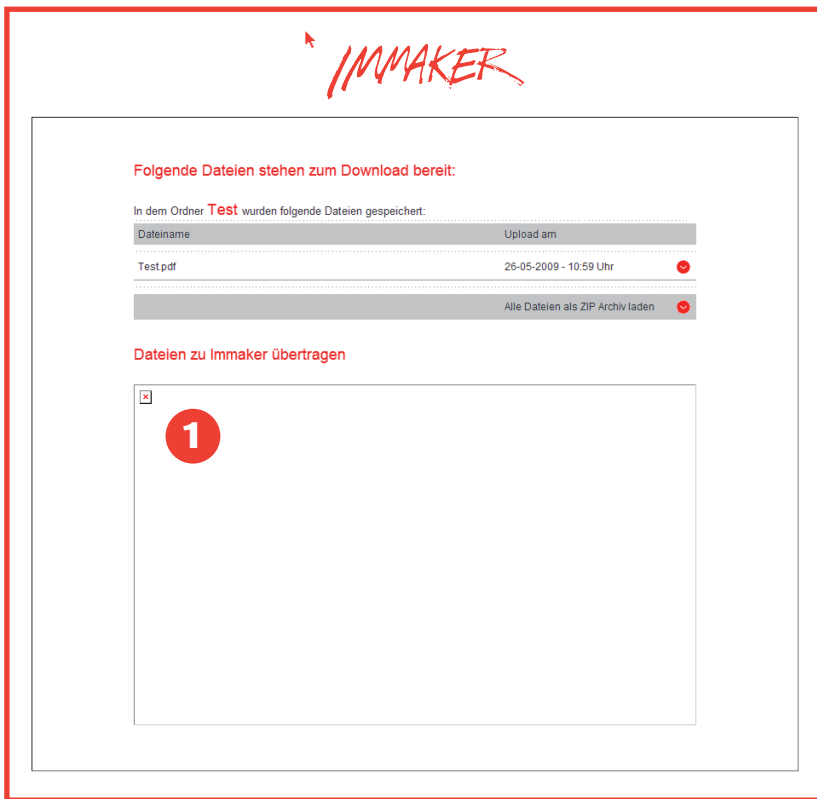 IMMAKER
Folgende Dateien stehen zum Download bereit:
In dem Ordner Test wurden folgende Dateien gespeichert:
Dateiname Upload am
Test.pdf 26-05-2009 - 10:59 Uhr
Alle Dateien als ZIP Archiv laden
Dateien zu Immaker übertragen
1